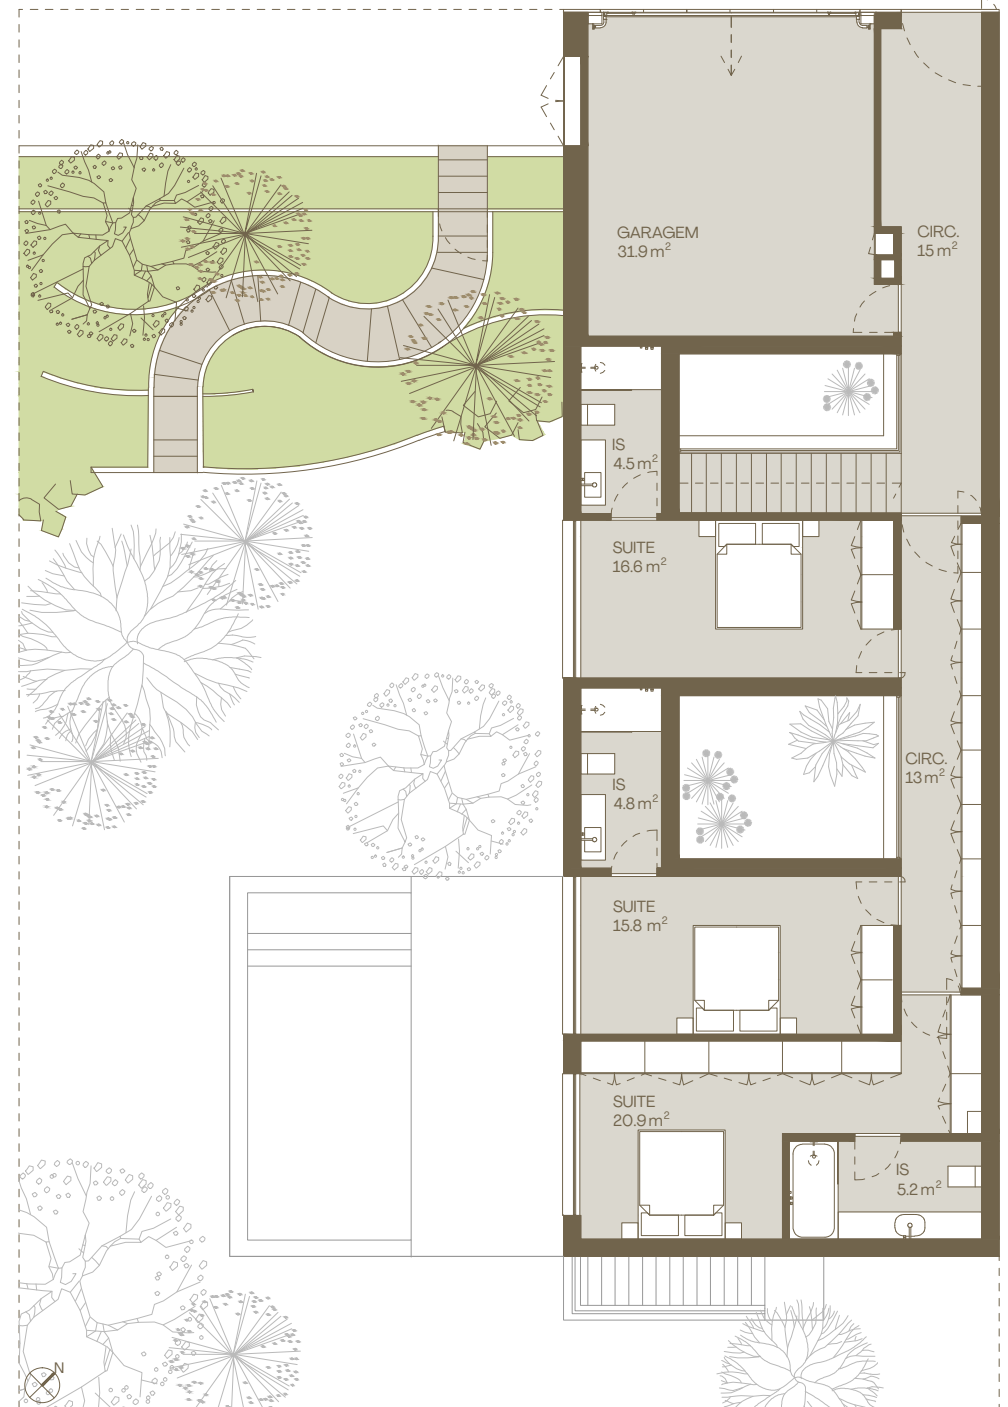 GARAGEM
31.9 m²
CIRC.
15 m²
IS
4.5 m²
SUITE
16.6 m²
IS
4.8 m²
CIRC.
13 m²
SUITE
15.8 m²
SUITE
20.9 m²
IS
5.2 m²
N